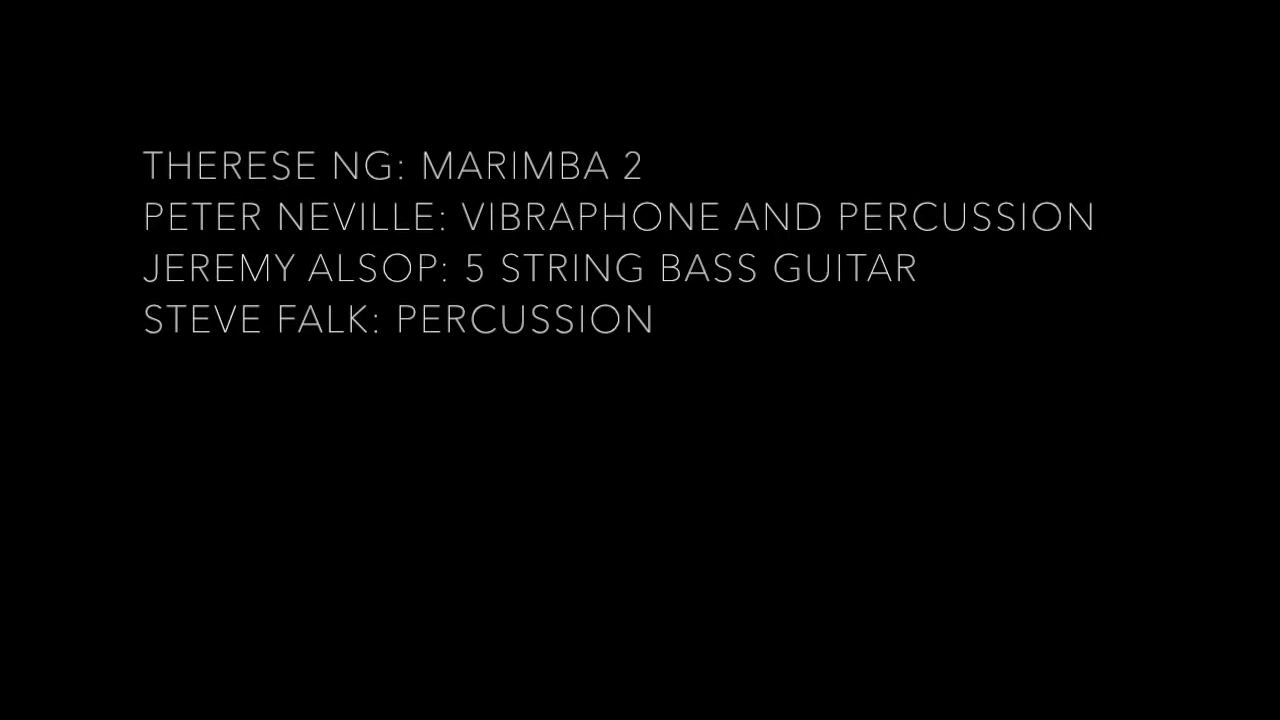 THERESE NG: MARIMBA 2
PETER NEVILLE: VIBRAPHONE AND PERCUSSION
JEREMY ALSOP: 5 STRING BASS GUITAR
STEVE FALK: PERCUSSION